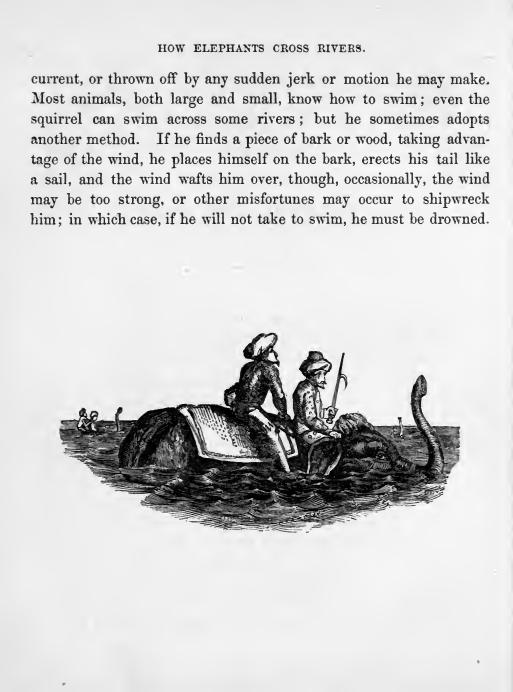 HOW ELEPHANTS CROSS RIVERS.
current, or thrown off by any sudden jerk or motion he may make.
Most animals, both large and small, know how to swim; even the
squirrel can swim across some rivers; but he sometimes adopts
another method. If he finds a piece of bark or wood, taking advan-
tage of the wind, he places himself on the bark, erects his tail like
a sail, and the wind wafts him over, though, occasionally, the wind
may be too strong, or other misfortunes may occur to shipwreck
him; in which case, if he will not take to swim, he must be drowned.